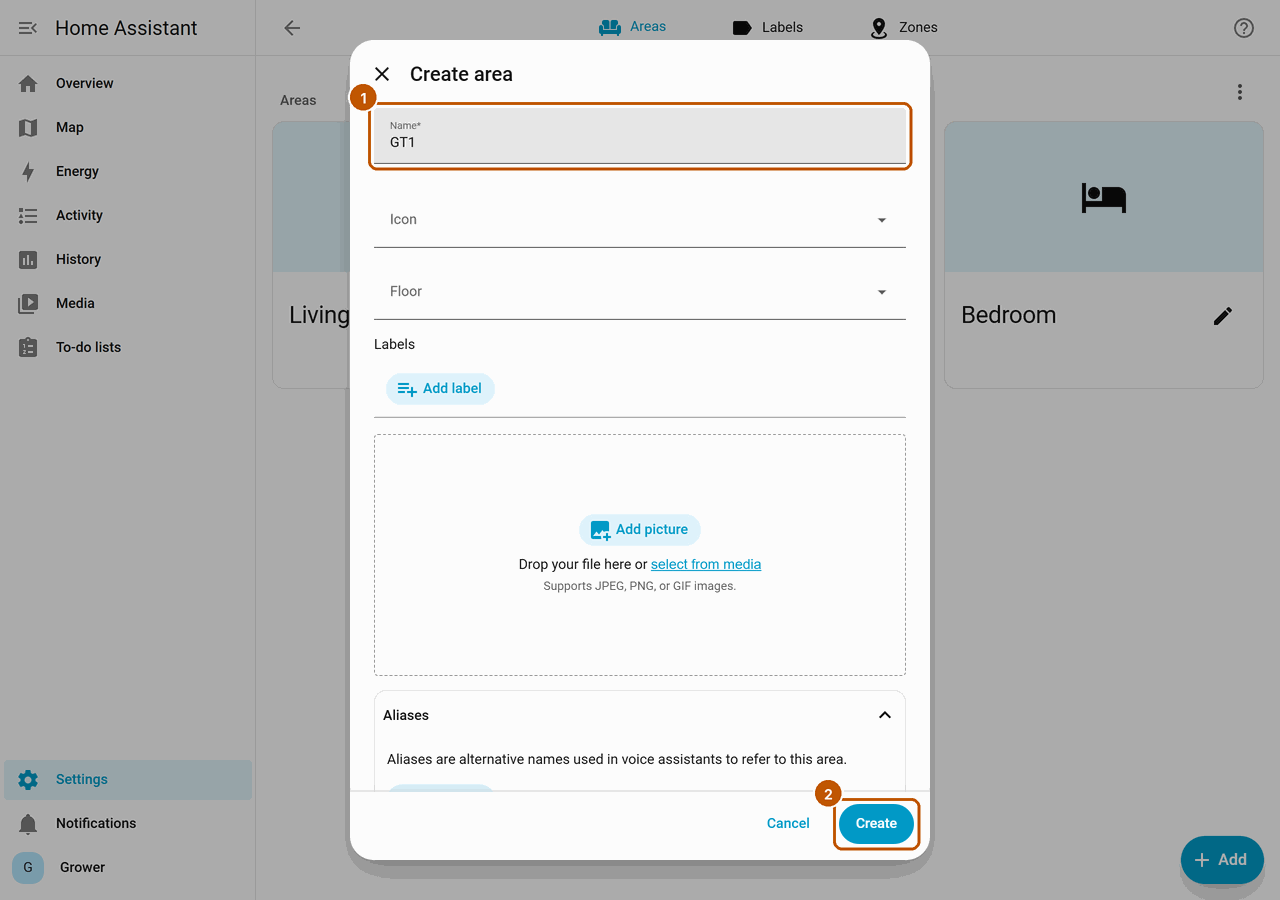 Home Assistant
Areas
Labels
Zones
Overview
Map
Energy
Activity
History
Media
To-do lists
Settings
Notifications
G
Grower
Areas
Living
Bedroom
Create area
1
Name*
GT1
Icon
Floor
Labels
Add label
Add picture
Drop your file here or select from media
Supports JPEG, PNG, or GIF images.
Aliases
Aliases are alternative names used in voice assistants to refer to this area.
2
Cancel
Create
Add